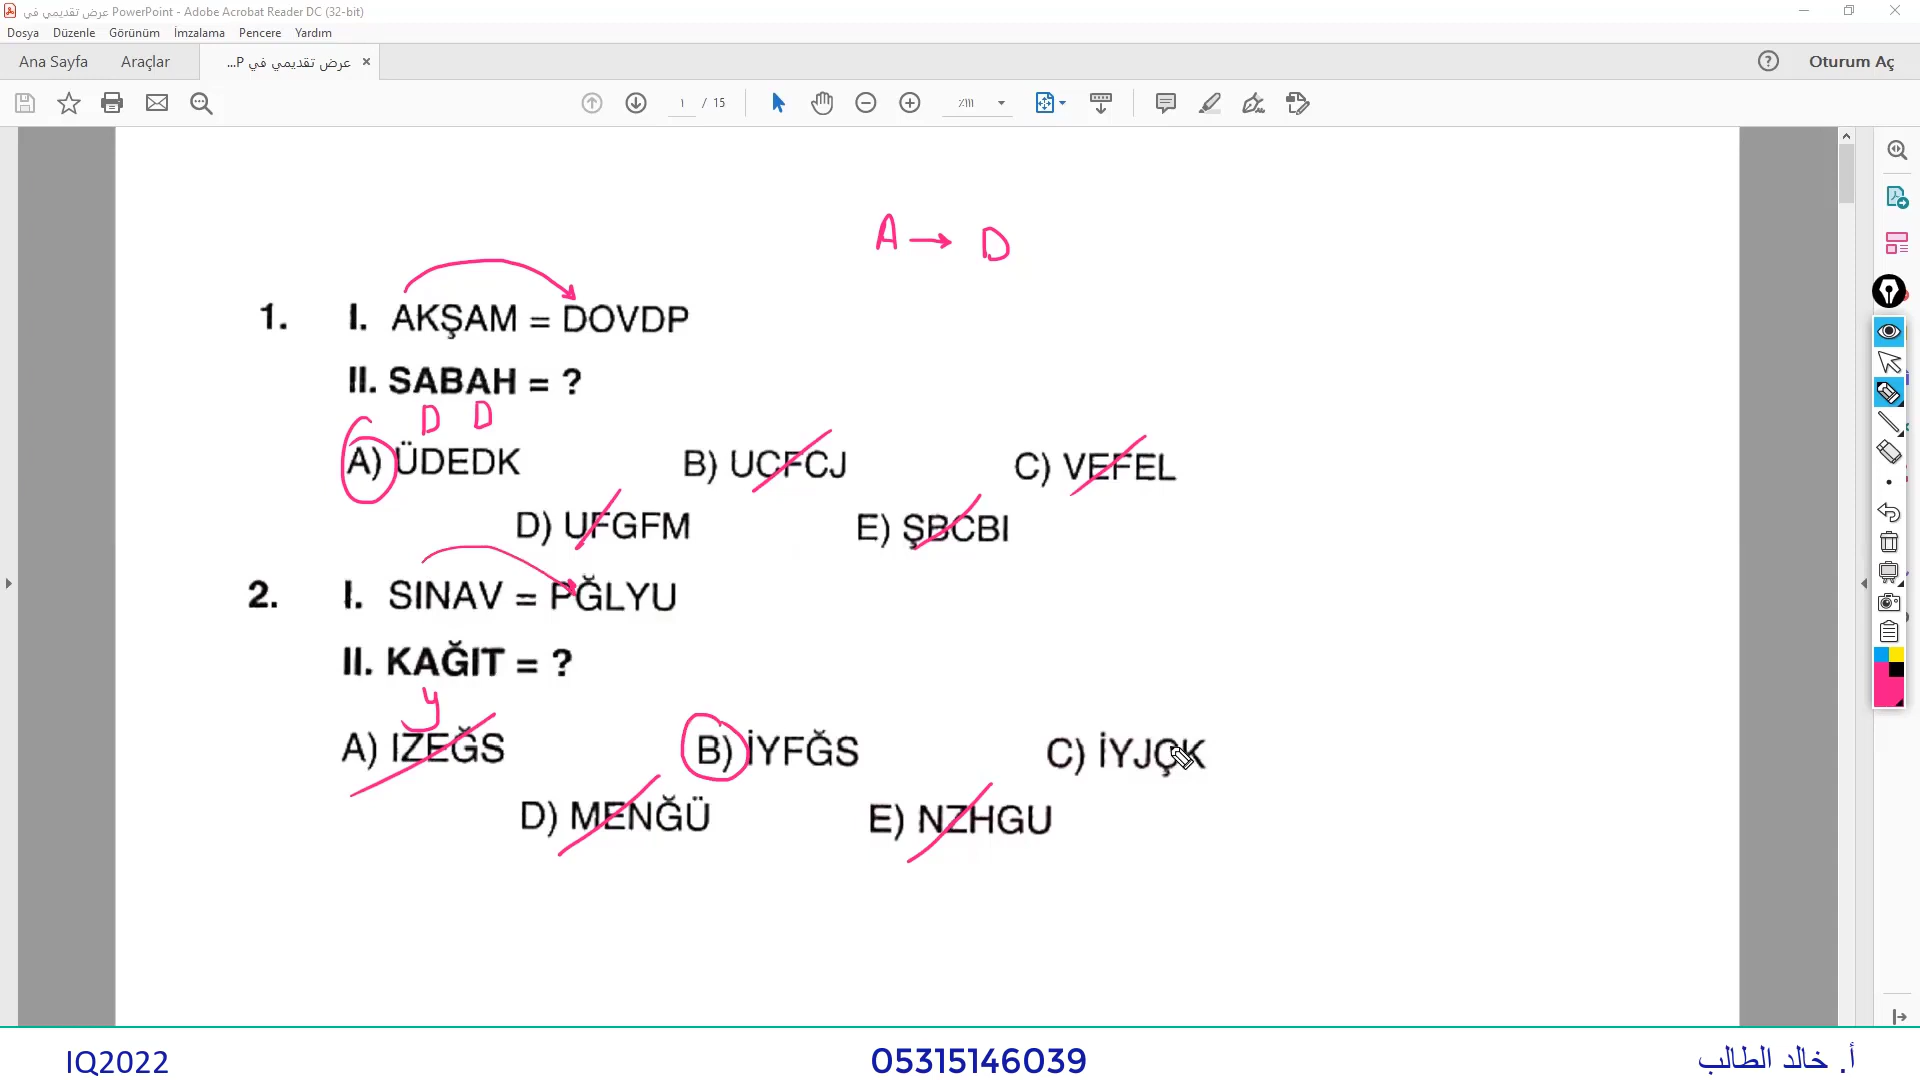 عرض تقديمي في PowerPoint - Adobe Acrobat Reader DC (32-bit)
Dosya Düzenle Görünüm İmzalama Pencere Yardım
Ana Sayfa Araçlar عرض تقديمي في P... × Oturum Aç
١ / 15 ٪١١١
A → D
1. I. AKŞAM = DOVDP
II. SABAH = ?
D D
A) ÜDEDK B) UCFCJ C) VEFEL
D) UFGFM E) ŞBCBI
2. I. SINAV = PĞLYU
II. KAĞIT = ?
y
A) IZEĞS B) İYFĞS C) İYJÇK
D) MENĞÜ E) NZHGU
IQ2022 05315146039 أ. خالد الطالب